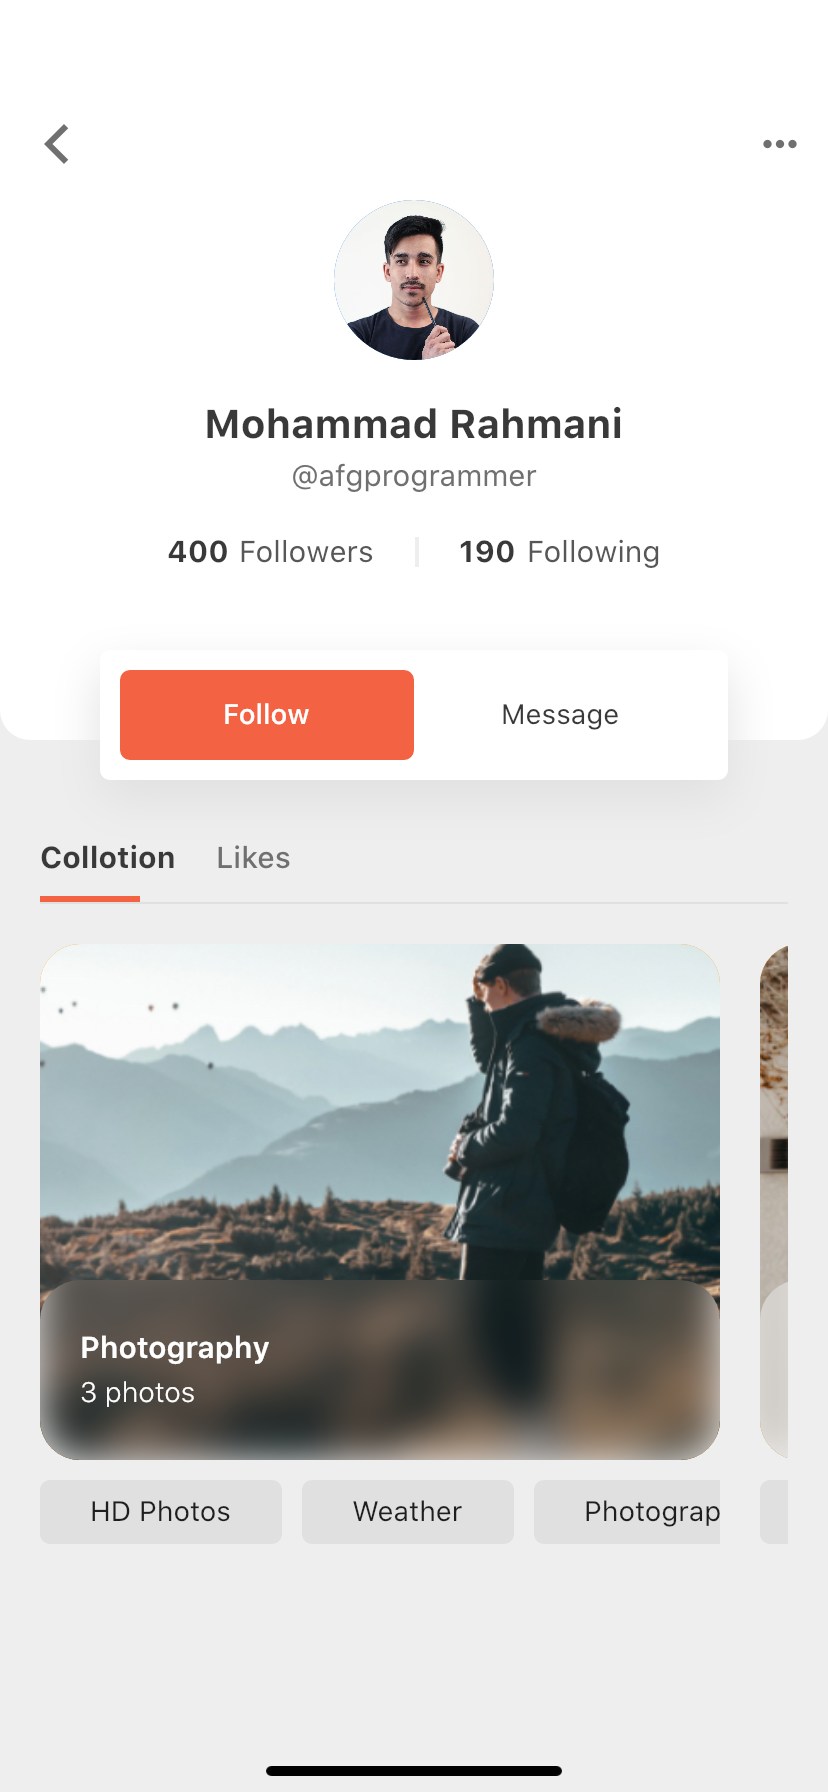 Mohammad Rahmani
@afgprogrammer
400 Followers 190 Following
Follow Message
Collotion Likes
Photography
3 photos
HD Photos Weather Photograp